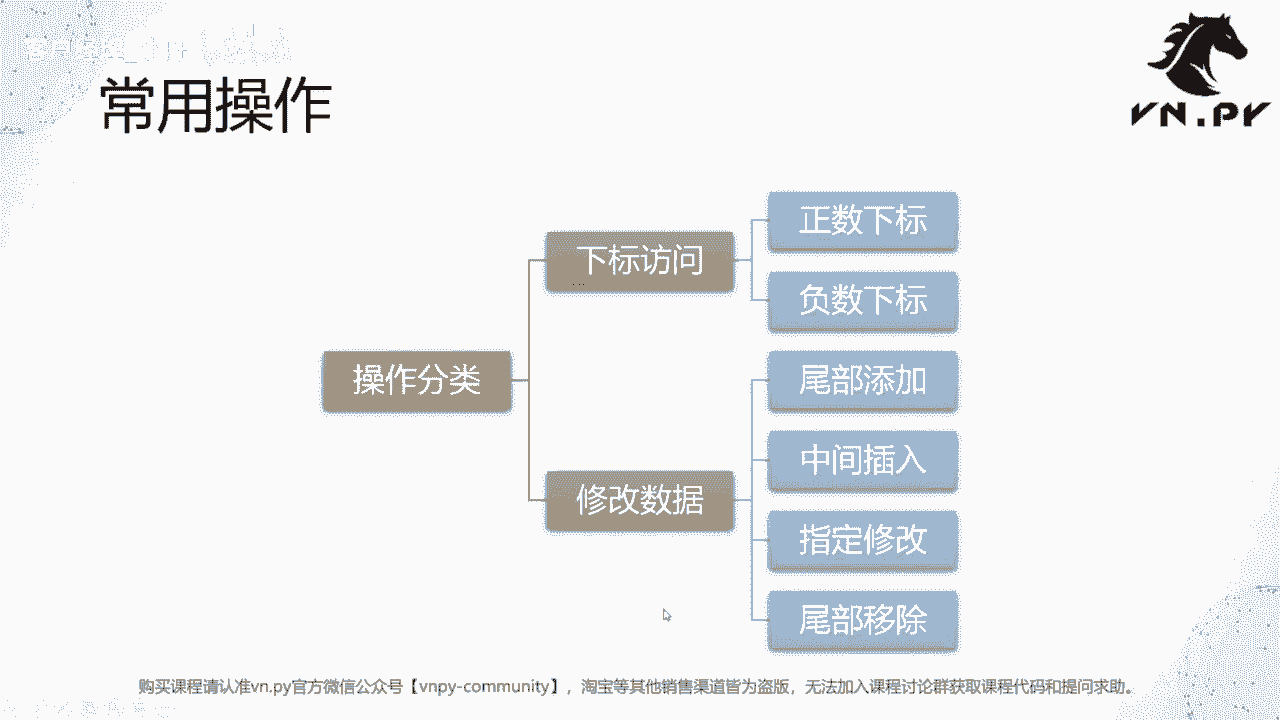 常用操作
VN.PY
下标访问
正数下标
负数下标
操作分类
修改数据
尾部添加
中间插入
指定修改
尾部移除
购买课程请认准vn.py官方微信公众号【vnpy-community】，淘宝等其他销售渠道皆为盗版，无法加入课程讨论群获取课程代码和提问求助。